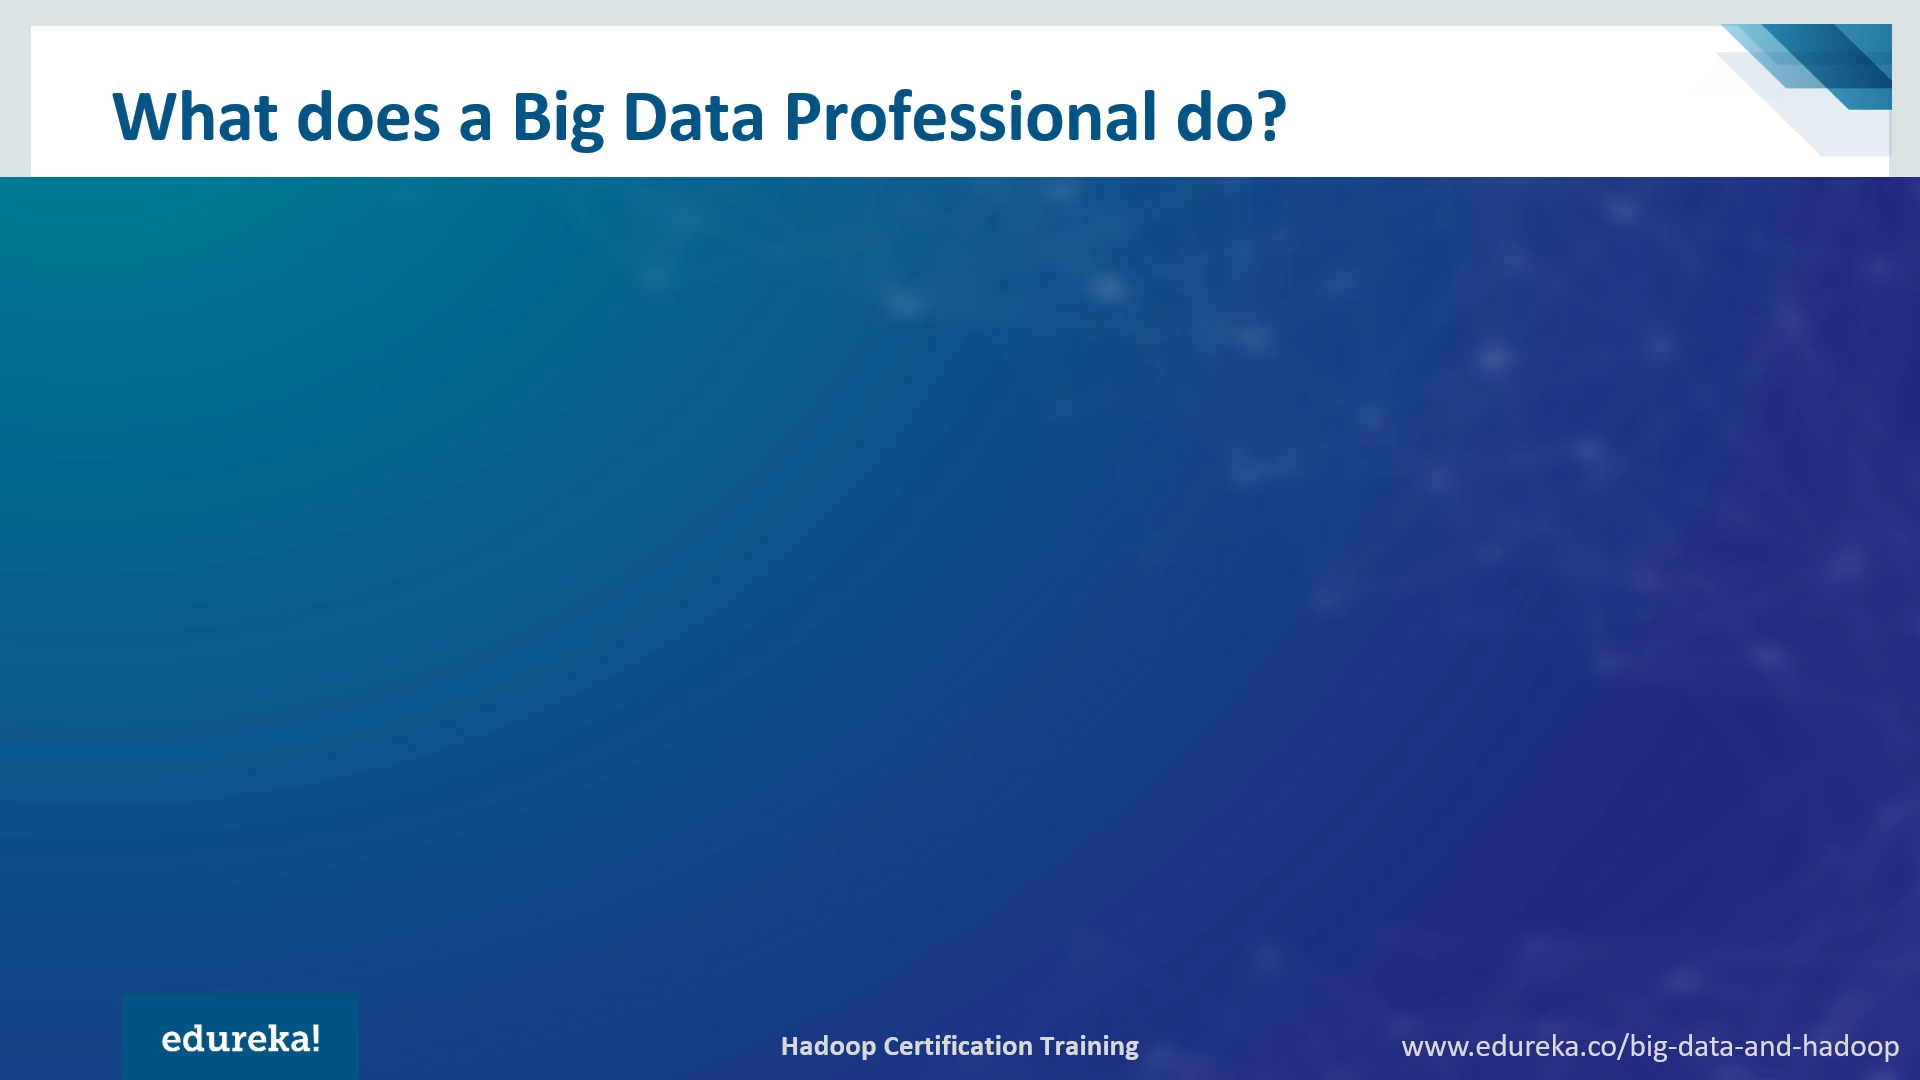 What does a Big Data Professional do?
edureka!
Hadoop Certification Training
www.edureka.co/big-data-and-hadoop